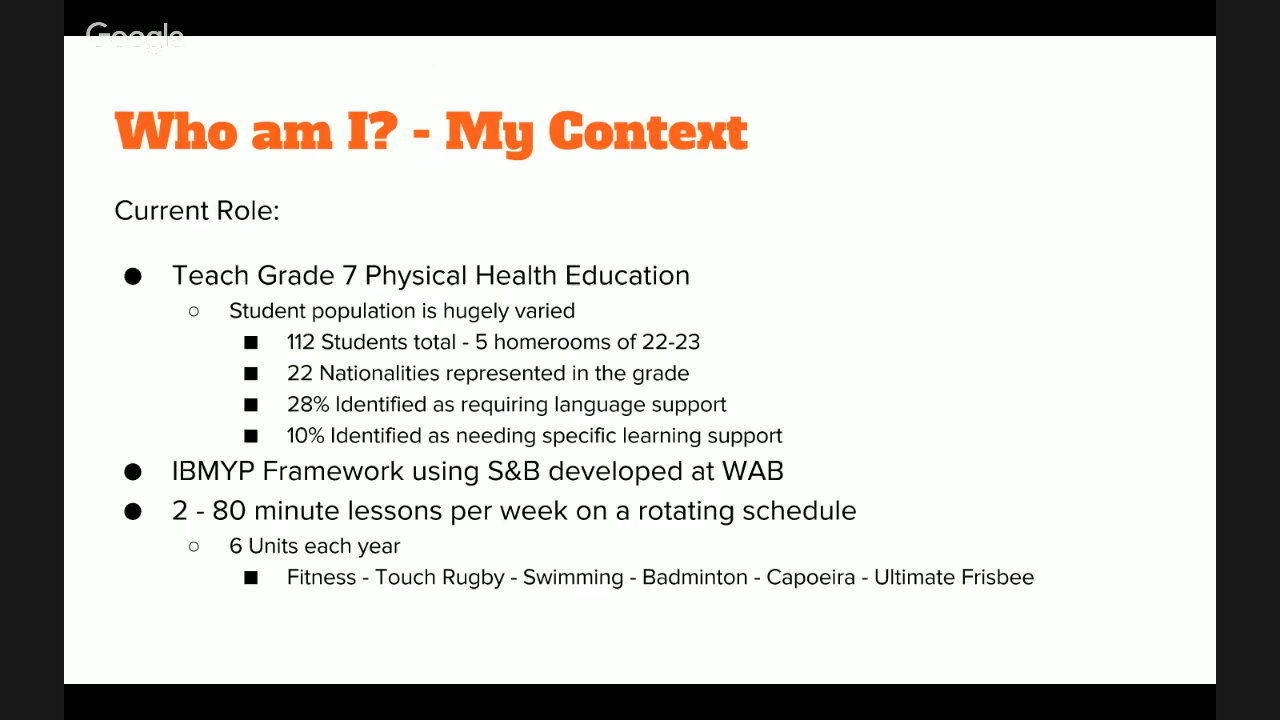 Google
Who am I? - My Context
Current Role:
● Teach Grade 7 Physical Health Education
○ Student population is hugely varied
■ 112 Students total - 5 homerooms of 22-23
■ 22 Nationalities represented in the grade
■ 28% Identified as requiring language support
■ 10% Identified as needing specific learning support
● IBMYP Framework using S&B developed at WAB
● 2 - 80 minute lessons per week on a rotating schedule
○ 6 Units each year
■ Fitness - Touch Rugby - Swimming - Badminton - Capoeira - Ultimate Frisbee